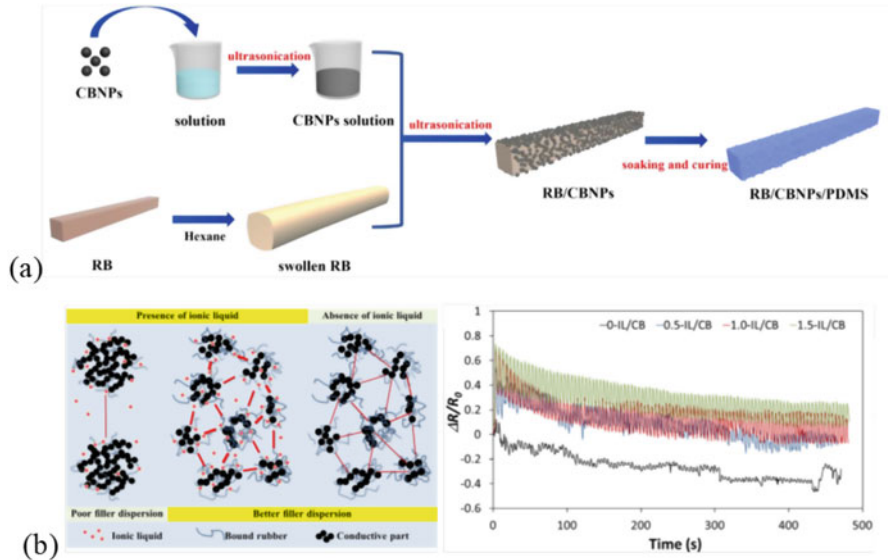 CBNPs
solution
ultrasonication
CBNPs solution
ultrasonication
RB/CBNPs
soaking and curing
RB/CBNPs/PDMS
RB
Hexane
swollen RB
(a)
Presence of ionic liquid
Absence of ionic liquid
Poor filler dispersion
Better filler dispersion
Ionic liquid
Bound rubber
Conductive part
(b)
ΔR/R₀
1
0.8
0.6
0.4
0.2
0
-0.2
-0.4
-0.6
0-IL/CB
0.5-IL/CB
1.0-IL/CB
1.5-IL/CB
0
100
200
300
400
500
Time (s)